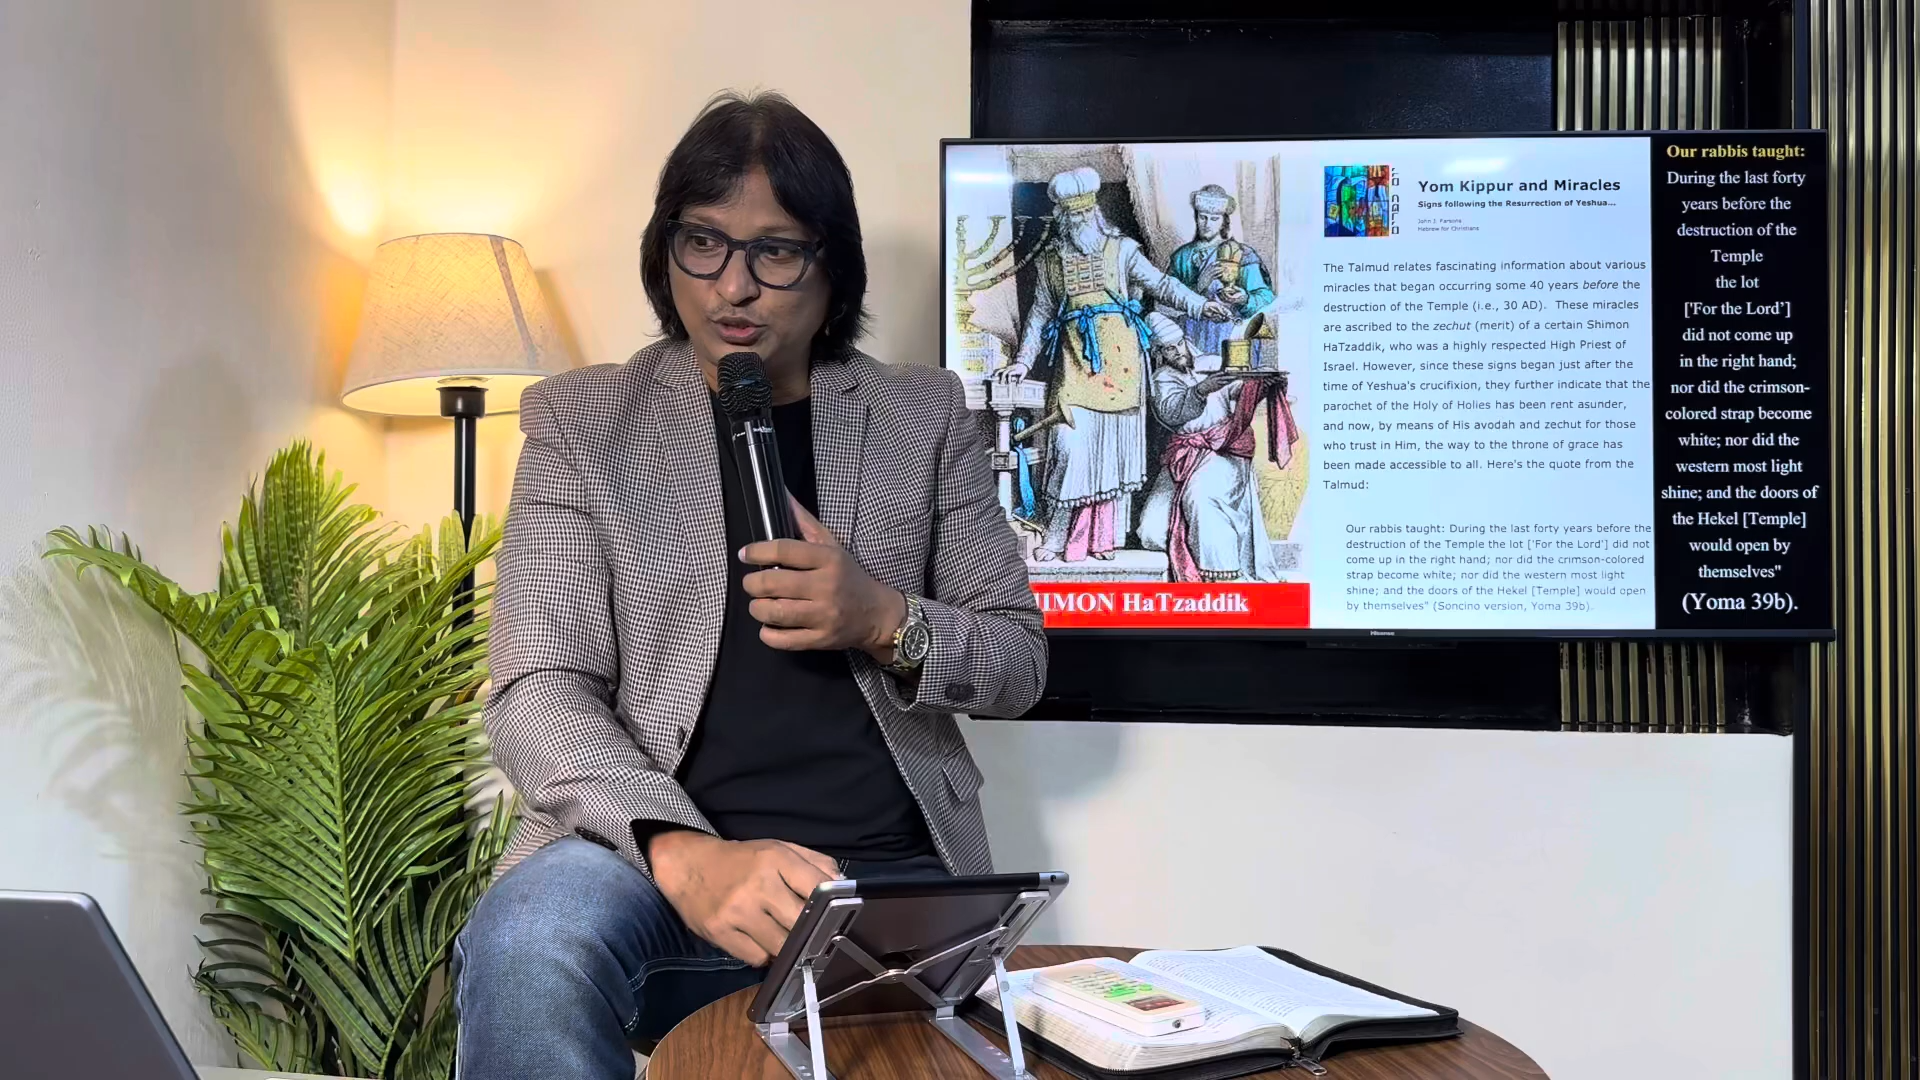 Yom Kippur and Miracles
Signs following the Resurrection of Yeshua...
John J. Parsons
Hebrew for Christians
The Talmud relates fascinating information about various
miracles that began occurring some 40 years before the
destruction of the Temple (i.e., 30 AD). These miracles
are ascribed to the zechut (merit) of a certain Shimon
HaTzaddik, who was a highly respected High Priest of
Israel. However, since these signs began just after the
time of Yeshua's crucifixion, they further indicate that the
parochet of the Holy of Holies has been rent asunder,
and now, by means of His avodah and zechut for those
who trust in Him, the way to the throne of grace has
been made accessible to all. Here's the quote from the
Talmud:
Our rabbis taught: During the last forty years before the
destruction of the Temple the lot ['For the Lord'] did not
come up in the right hand; nor did the crimson-colored
strap become white; nor did the western most light
shine; and the doors of the Hekel [Temple] would open
by themselves" (Soncino version, Yoma 39b).
IMON HaTzaddik
Our rabbis taught:
During the last forty
years before the
destruction of the
Temple
the lot
['For the Lord']
did not come up
in the right hand;
nor did the crimson-
colored strap become
white; nor did the
western most light
shine; and the doors of
the Hekel [Temple]
would open by
themselves"
(Yoma 39b).
Hisense